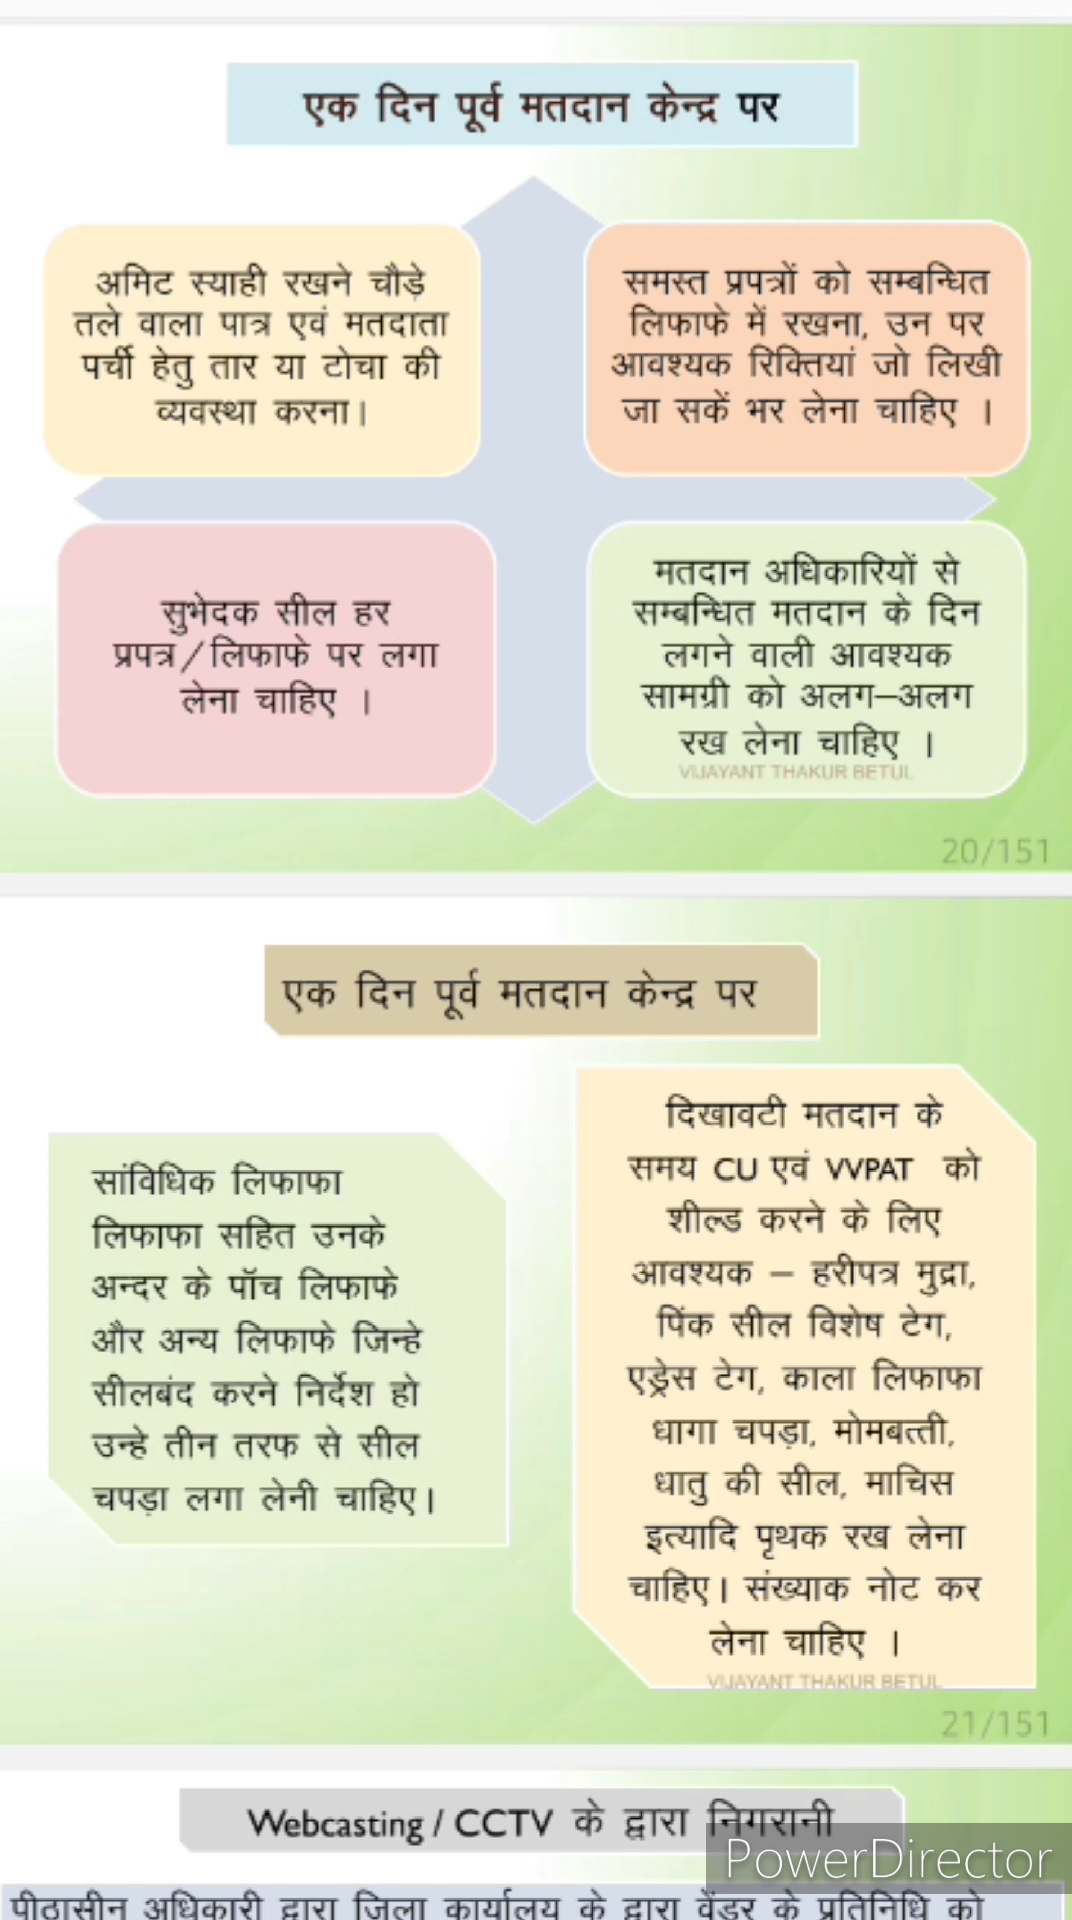 एक दिन पूर्व मतदान केन्द्र पर
अमिट स्याही रखने चौड़े
तले वाला पात्र एवं मतदाता
पर्ची हेतु तार या टोचा की
व्यवस्था करना।
समस्त प्रपत्रों को सम्बन्धित
लिफाफे में रखना, उन पर
आवश्यक रिक्तियां जो लिखी
जा सकें भर लेना चाहिए ।
सुभेदक सील हर
प्रपत्र/लिफाफे पर लगा
लेना चाहिए ।
मतदान अधिकारियों से
सम्बन्धित मतदान के दिन
लगने वाली आवश्यक
सामग्री को अलग–अलग
रख लेना चाहिए ।
VIJAYANT THAKUR BETUL
20/151
एक दिन पूर्व मतदान केन्द्र पर
सांविधिक लिफाफा
लिफाफा सहित उनके
अन्दर के पॉच लिफाफे
और अन्य लिफाफे जिन्हे
सीलबंद करने निर्देश हो
उन्हे तीन तरफ से सील
चपड़ा लगा लेनी चाहिए।
दिखावटी मतदान के
समय CU एवं VVPAT को
शील्ड करने के लिए
आवश्यक – हरीपत्र मुद्रा,
पिंक सील विशेष टेग,
एड्रेस टेग, काला लिफाफा
धागा चपड़ा, मोमबत्ती,
धातु की सील, माचिस
इत्यादि पृथक रख लेना
चाहिए। संख्याक नोट कर
लेना चाहिए ।
VIJAYANT THAKUR BETUL
21/151
Webcasting / CCTV के द्वारा निगरानी
PowerDirector
पीठासीन अधिकारी द्वारा जिला कार्यालय के द्वारा वेंडर के प्रतिनिधि को